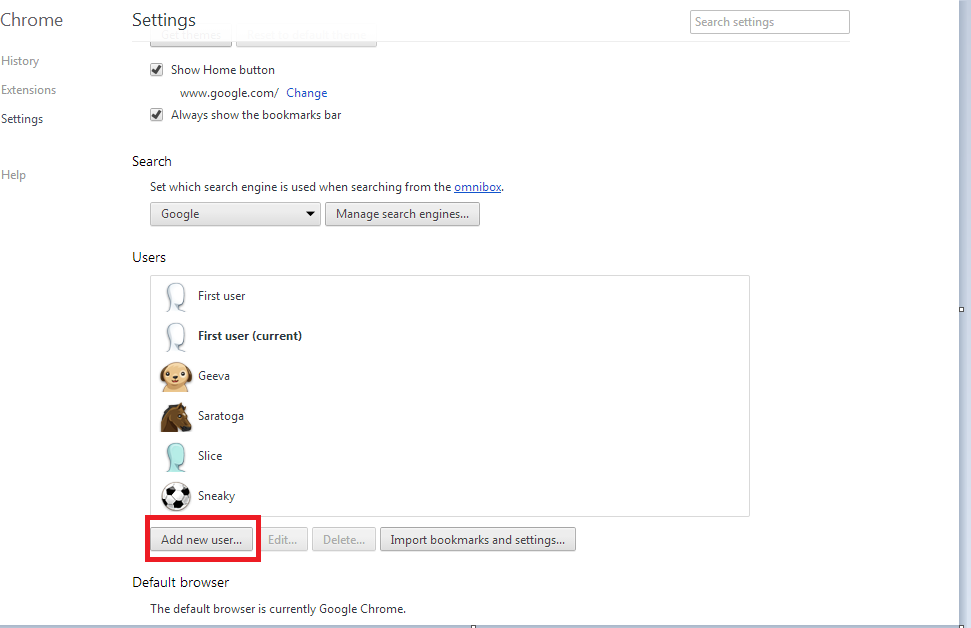 Chrome
Settings
Search settings
Get themes
History
Show Home button
Extensions
www.google.com/ Change
Settings
Always show the bookmarks bar
Search
Help
Set which search engine is used when searching from the omnibox.
Google
Manage search engines...
Users
First user
First user (current)
Geeva
Saratoga
Slice
Sneaky
Add new user...
Edit...
Delete...
Import bookmarks and settings...
Default browser
The default browser is currently Google Chrome.